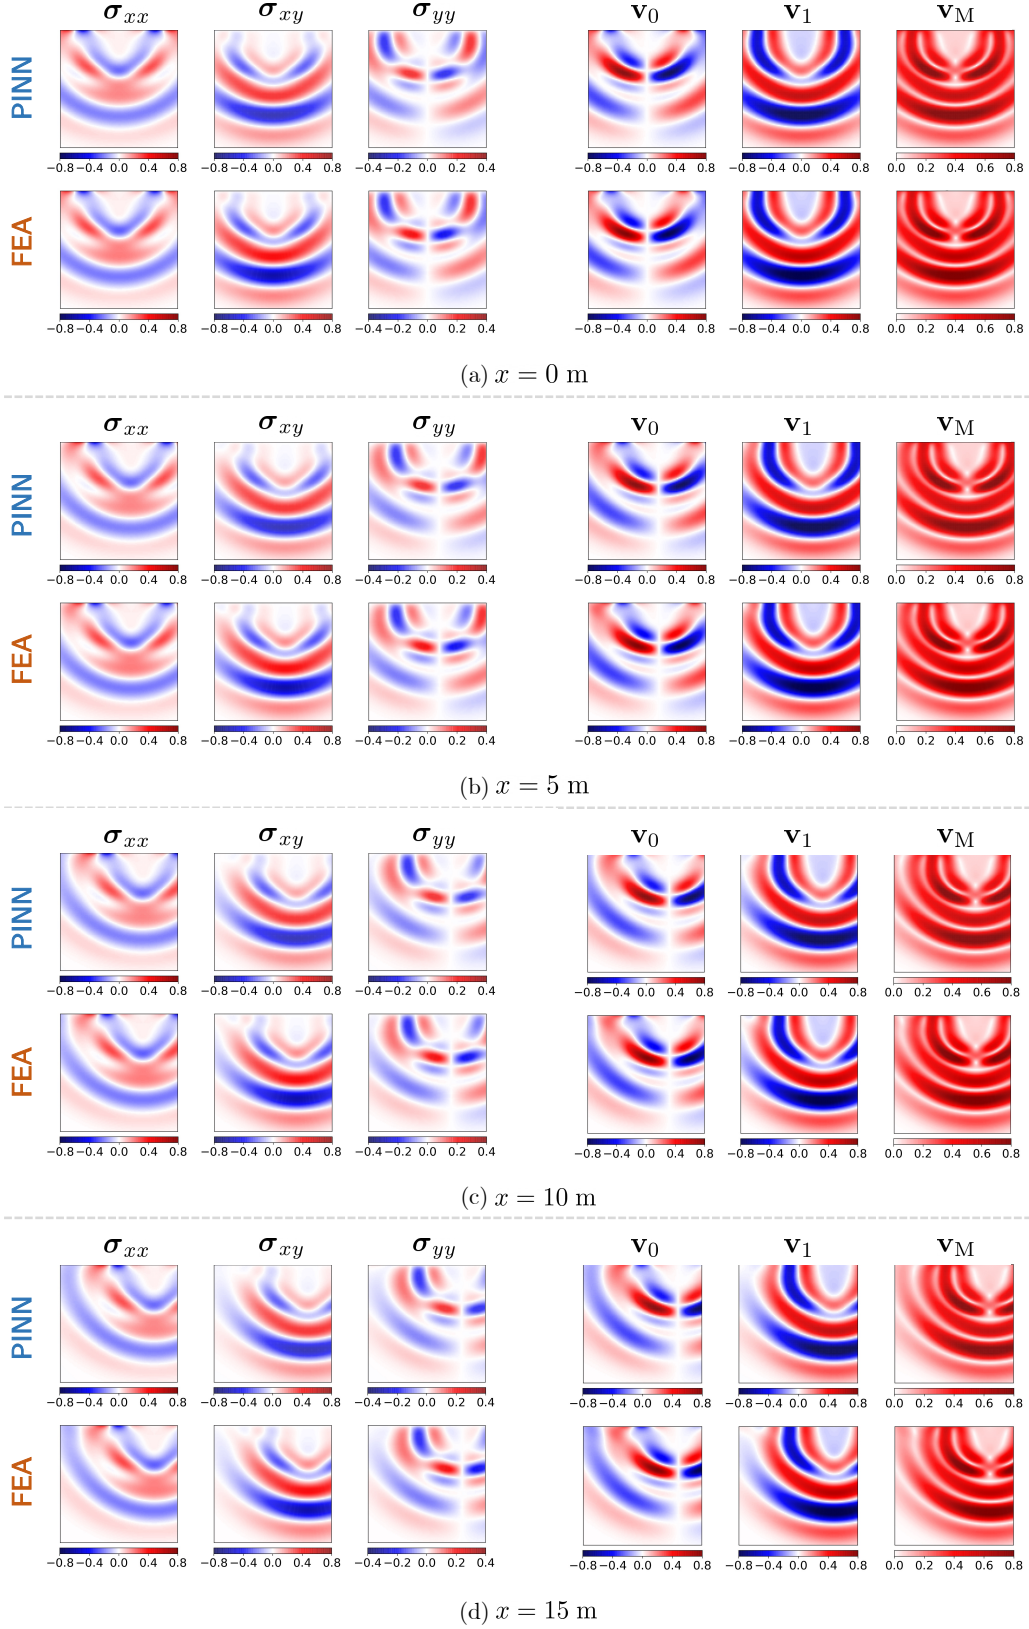 σxx σxy σyy v0 v1 vM
PINN
−0.8 −0.4 0.0 0.4 0.8 −0.8 −0.4 0.0 0.4 0.8 −0.4 −0.2 0.0 0.2 0.4 −0.8 −0.4 0.0 0.4 0.8 −0.8 −0.4 0.0 0.4 0.8 0.0 0.2 0.4 0.6 0.8
FEA
−0.8 −0.4 0.0 0.4 0.8 −0.8 −0.4 0.0 0.4 0.8 −0.4 −0.2 0.0 0.2 0.4 −0.8 −0.4 0.0 0.4 0.8 −0.8 −0.4 0.0 0.4 0.8 0.0 0.2 0.4 0.6 0.8
(a) x = 0 m
σxx σxy σyy v0 v1 vM
PINN
−0.8 −0.4 0.0 0.4 0.8 −0.8 −0.4 0.0 0.4 0.8 −0.4 −0.2 0.0 0.2 0.4 −0.8 −0.4 0.0 0.4 0.8 −0.8 −0.4 0.0 0.4 0.8 0.0 0.2 0.4 0.6 0.8
FEA
−0.8 −0.4 0.0 0.4 0.8 −0.8 −0.4 0.0 0.4 0.8 −0.4 −0.2 0.0 0.2 0.4 −0.8 −0.4 0.0 0.4 0.8 −0.8 −0.4 0.0 0.4 0.8 0.0 0.2 0.4 0.6 0.8
(b) x = 5 m
σxx σxy σyy v0 v1 vM
PINN
−0.8 −0.4 0.0 0.4 0.8 −0.8 −0.4 0.0 0.4 0.8 −0.4 −0.2 0.0 0.2 0.4 −0.8 −0.4 0.0 0.4 0.8 −0.8 −0.4 0.0 0.4 0.8 0.0 0.2 0.4 0.6 0.8
FEA
−0.8 −0.4 0.0 0.4 0.8 −0.8 −0.4 0.0 0.4 0.8 −0.4 −0.2 0.0 0.2 0.4 −0.8 −0.4 0.0 0.4 0.8 −0.8 −0.4 0.0 0.4 0.8 0.0 0.2 0.4 0.6 0.8
(c) x = 10 m
σxx σxy σyy v0 v1 vM
PINN
−0.8 −0.4 0.0 0.4 0.8 −0.8 −0.4 0.0 0.4 0.8 −0.4 −0.2 0.0 0.2 0.4 −0.8 −0.4 0.0 0.4 0.8 −0.8 −0.4 0.0 0.4 0.8 0.0 0.2 0.4 0.6 0.8
FEA
−0.8 −0.4 0.0 0.4 0.8 −0.8 −0.4 0.0 0.4 0.8 −0.4 −0.2 0.0 0.2 0.4 −0.8 −0.4 0.0 0.4 0.8 −0.8 −0.4 0.0 0.4 0.8 0.0 0.2 0.4 0.6 0.8
(d) x = 15 m